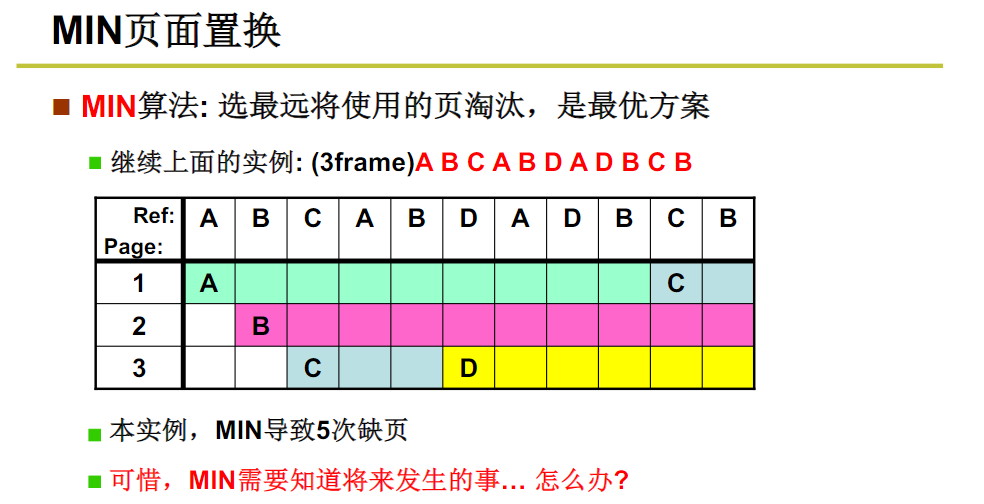 MIN页面置换
MIN算法: 选最远将使用的页淘汰，是最优方案
继续上面的实例: (3frame)A B C A B D A D B C B
Ref: A B C A B D A D B C B
Page:
1 A C
2 B
3 C D
本实例，MIN导致5次缺页
可惜，MIN需要知道将来发生的事… 怎么办?